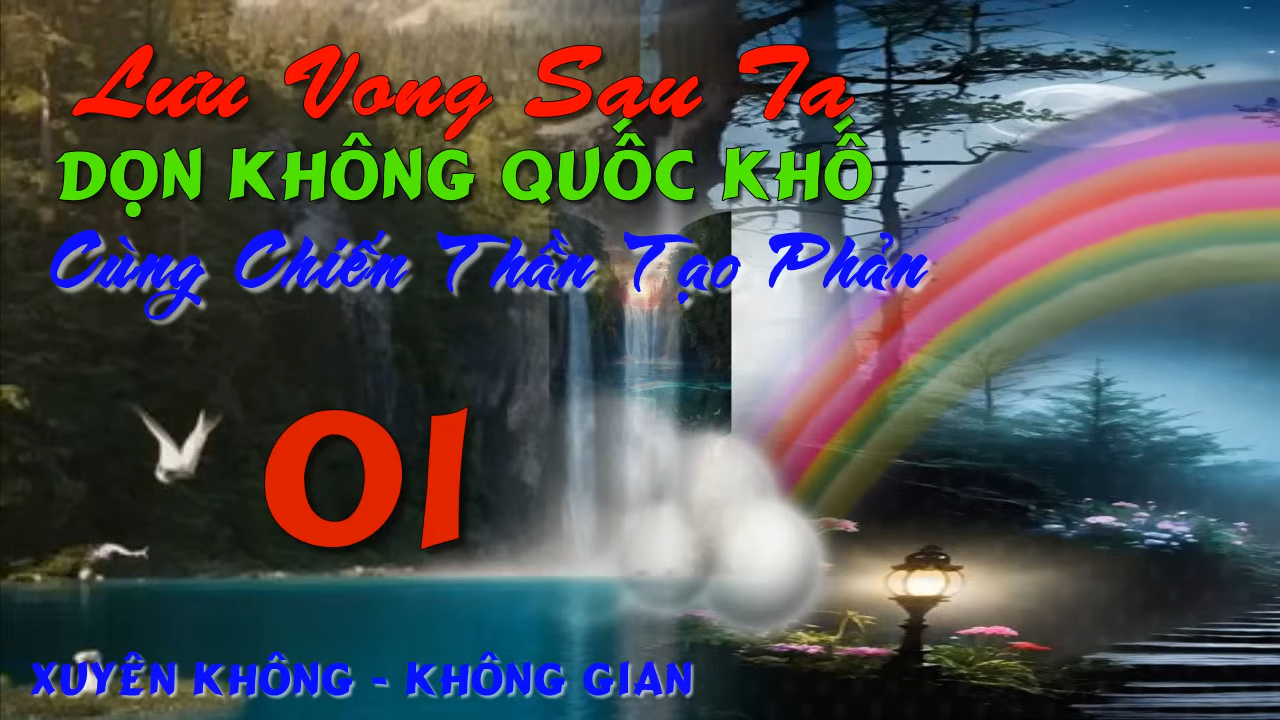 Lưu Vong Sau Ta
DỌN KHÔNG QUỐC KHỐ
Cùng Chiến Thần Tạo Phản
01
XUYÊN KHÔNG - KHÔNG GIAN